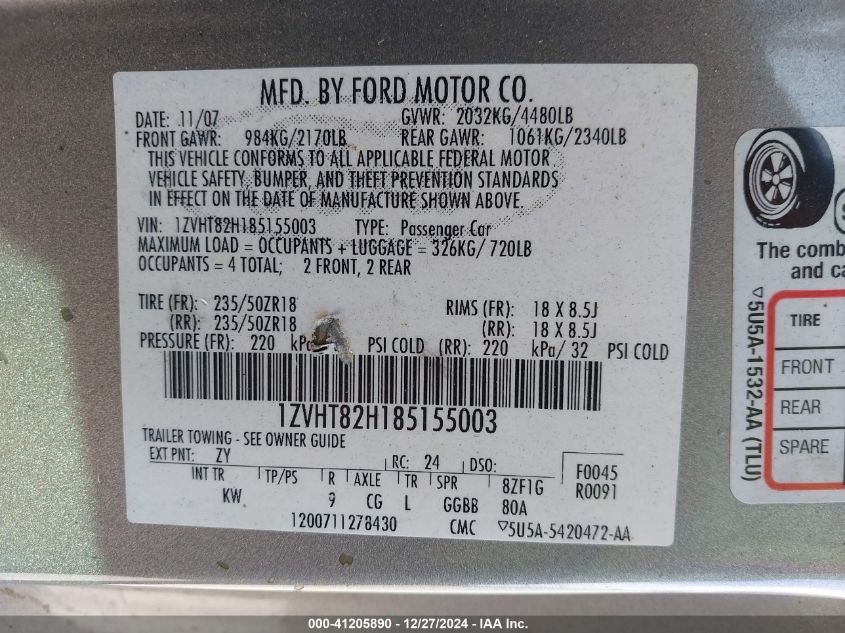 MFD. BY FORD MOTOR CO.
DATE: 11/07 GVWR: 2032KG/4480LB
FRONT GAWR: 984KG/2170LB REAR GAWR: 1061KG/2340LB
THIS VEHICLE CONFORMS TO ALL APPLICABLE FEDERAL MOTOR
VEHICLE SAFETY, BUMPER, AND THEFT PREVENTION STANDARDS
IN EFFECT ON THE DATE OF MANUFACTURE SHOWN ABOVE.
VIN: 1ZVHT82H185155003 TYPE: Passenger Car
MAXIMUM LOAD = OCCUPANTS + LUGGAGE = 326KG/720LB
OCCUPANTS = 4 TOTAL; 2 FRONT, 2 REAR
TIRE (FR): 235/50ZR18 RIMS (FR): 18 X 8.5J
(RR): 235/50ZR18 (RR): 18 X 8.5J
PRESSURE (FR): 220 kPa PSI COLD (RR): 220 kPa/ 32 PSI COLD
1ZVHT82H185155003
TRAILER TOWING - SEE OWNER GUIDE
EXT PNT: ZY RC: 24 DSO: F0045
INT TR TP/PS R AXLE TR SPR 8ZF1G R0091
KW 9 CG L GGBB 80A
1200711278430 CMC ▽5U5A-5420472-AA
The comb
and ca
▽5U5A-1532-AA (TLU)
TIRE
FRONT
REAR
SPARE
000-41205890 - 12/27/2024 - IAA Inc.